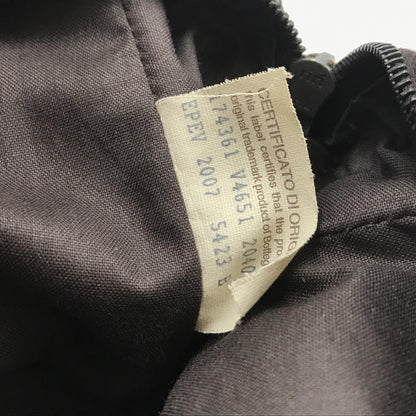 CERTIFICATO DI ORIG
this label certifies that the pro
original trademark product of Botteg
174361 V4651 2040
EPEV 2007 5423 B